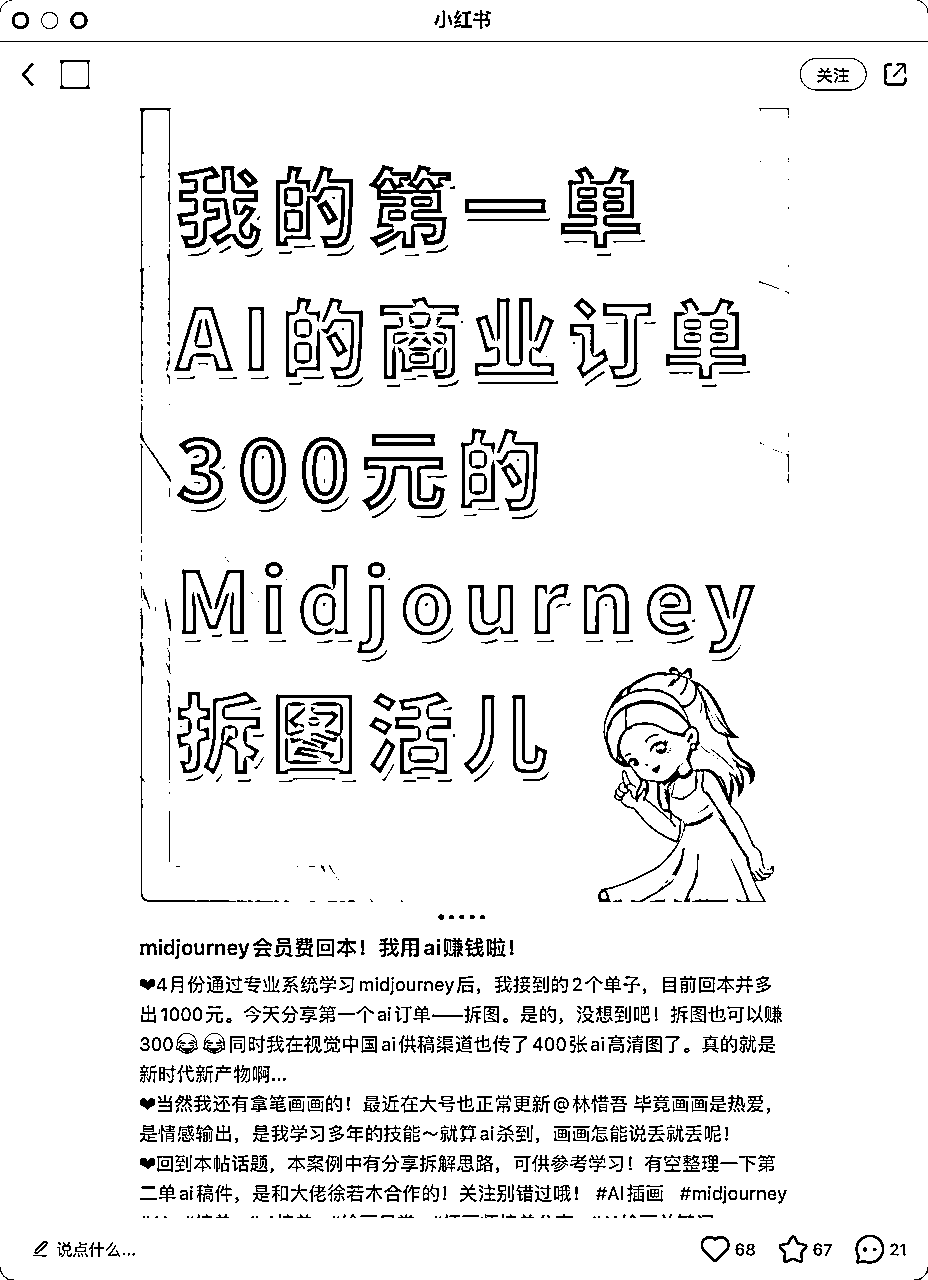 小红书
关注
我的第一单
AI的商业订单
300元的
Midjourney
拆图活儿
midjourney会员费回本！我用ai赚钱啦！
❤4月份通过专业系统学习midjourney后，我接到的2个单子，目前回本并多
出1000元。今天分享第一个ai订单——拆图。是的，没想到吧！拆图也可以赚
300😂😂同时我在视觉中国ai供稿渠道也传了400张ai高清图了。真的就是
新时代新产物啊...
❤当然我还有拿笔画画的！最近在大号也正常更新@林惜吾 毕竟画画是热爱，
是情感输出，是我学习多年的技能～就算ai杀到，画画怎能说丢就丢呢！
❤回到本帖话题，本案例中有分享拆解思路，可供参考学习！有空整理一下第
二单ai稿件，是和大佬徐若木合作的！关注别错过哦！ #AI插画 #midjourney
说点什么...
68
67
21